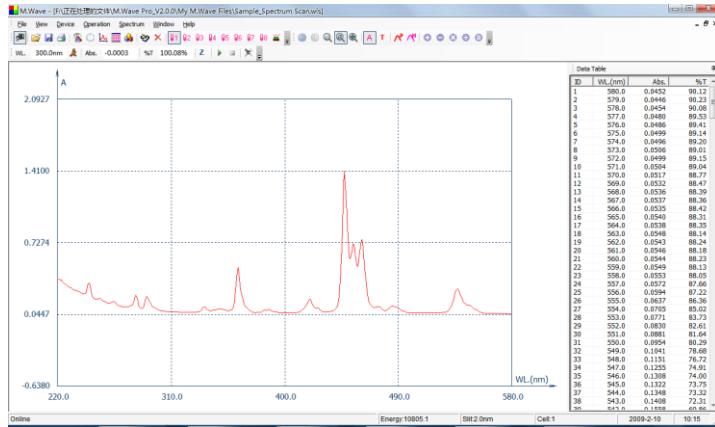 M.Wave - [F:\正在处理的文件\M.Wave Pro_V2.0.0\My M.Wave Files\Sample_Spectrum Scan.wls]
File View Device Operation Spectrum Window Help
WL. 300.0nm Abs. -0.0003 %T 100.08% Z
A
2.0927
1.4100
0.7274
0.0447
-0.6380
WL.(nm)
220.0 310.0 400.0 490.0 580.0
Data Table
ID WL.(nm) Abs. %T
1 580.0 0.0452 90.12
2 579.0 0.0446 90.23
3 578.0 0.0454 90.08
4 577.0 0.0480 89.53
5 576.0 0.0486 89.41
6 575.0 0.0499 89.14
7 574.0 0.0496 89.20
8 573.0 0.0506 89.01
9 572.0 0.0499 89.15
10 571.0 0.0504 89.04
11 570.0 0.0517 88.77
12 569.0 0.0532 88.47
13 568.0 0.0536 88.39
14 567.0 0.0537 88.36
15 566.0 0.0535 88.42
16 565.0 0.0540 88.31
17 564.0 0.0538 88.35
18 563.0 0.0548 88.14
19 562.0 0.0543 88.24
20 561.0 0.0546 88.18
21 560.0 0.0544 88.23
22 559.0 0.0549 88.13
23 558.0 0.0553 88.05
24 557.0 0.0572 87.66
25 556.0 0.0594 87.22
26 555.0 0.0637 86.36
27 554.0 0.0705 85.02
28 553.0 0.0771 83.73
29 552.0 0.0830 82.61
30 551.0 0.0881 81.64
31 550.0 0.0954 80.29
32 549.0 0.1041 78.68
33 548.0 0.1151 76.72
34 547.0 0.1255 74.91
35 546.0 0.1308 74.00
36 545.0 0.1322 73.75
37 544.0 0.1348 73.32
38 543.0 0.1408 72.31
Online Energy:10805.1 Slit:2.0nm Cell:1 2009-2-10 10:15